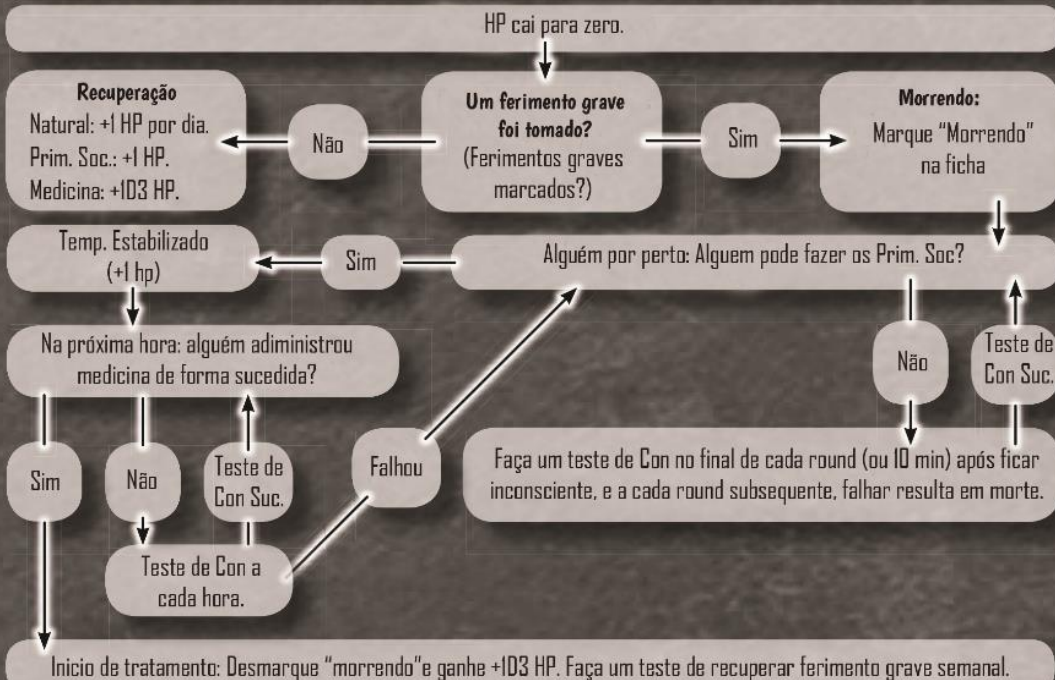 HP cai para zero.
Recuperação
Natural: +1 HP por dia.
Prim. Soc.: +1 HP.
Medicina: +1D3 HP.
Não
Um ferimento grave
foi tomado?
(Ferimentos graves
marcados?)
Sim
Morrendo:
Marque "Morrendo"
na ficha
Temp. Estabilizado
(+1 hp)
Sim
Alguém por perto: Alguem pode fazer os Prim. Soc?
Na próxima hora: alguém adiministrou
medicina de forma sucedida?
Não
Teste de
Con Suc.
Sim
Não
Teste de
Con Suc.
Falhou
Faça um teste de Con no final de cada round (ou 10 min) após ficar
inconsciente, e a cada round subsequente, falhar resulta em morte.
Teste de Con a
cada hora.
Inicio de tratamento: Desmarque "morrendo"e ganhe +1D3 HP. Faça um teste de recuperar ferimento grave semanal.